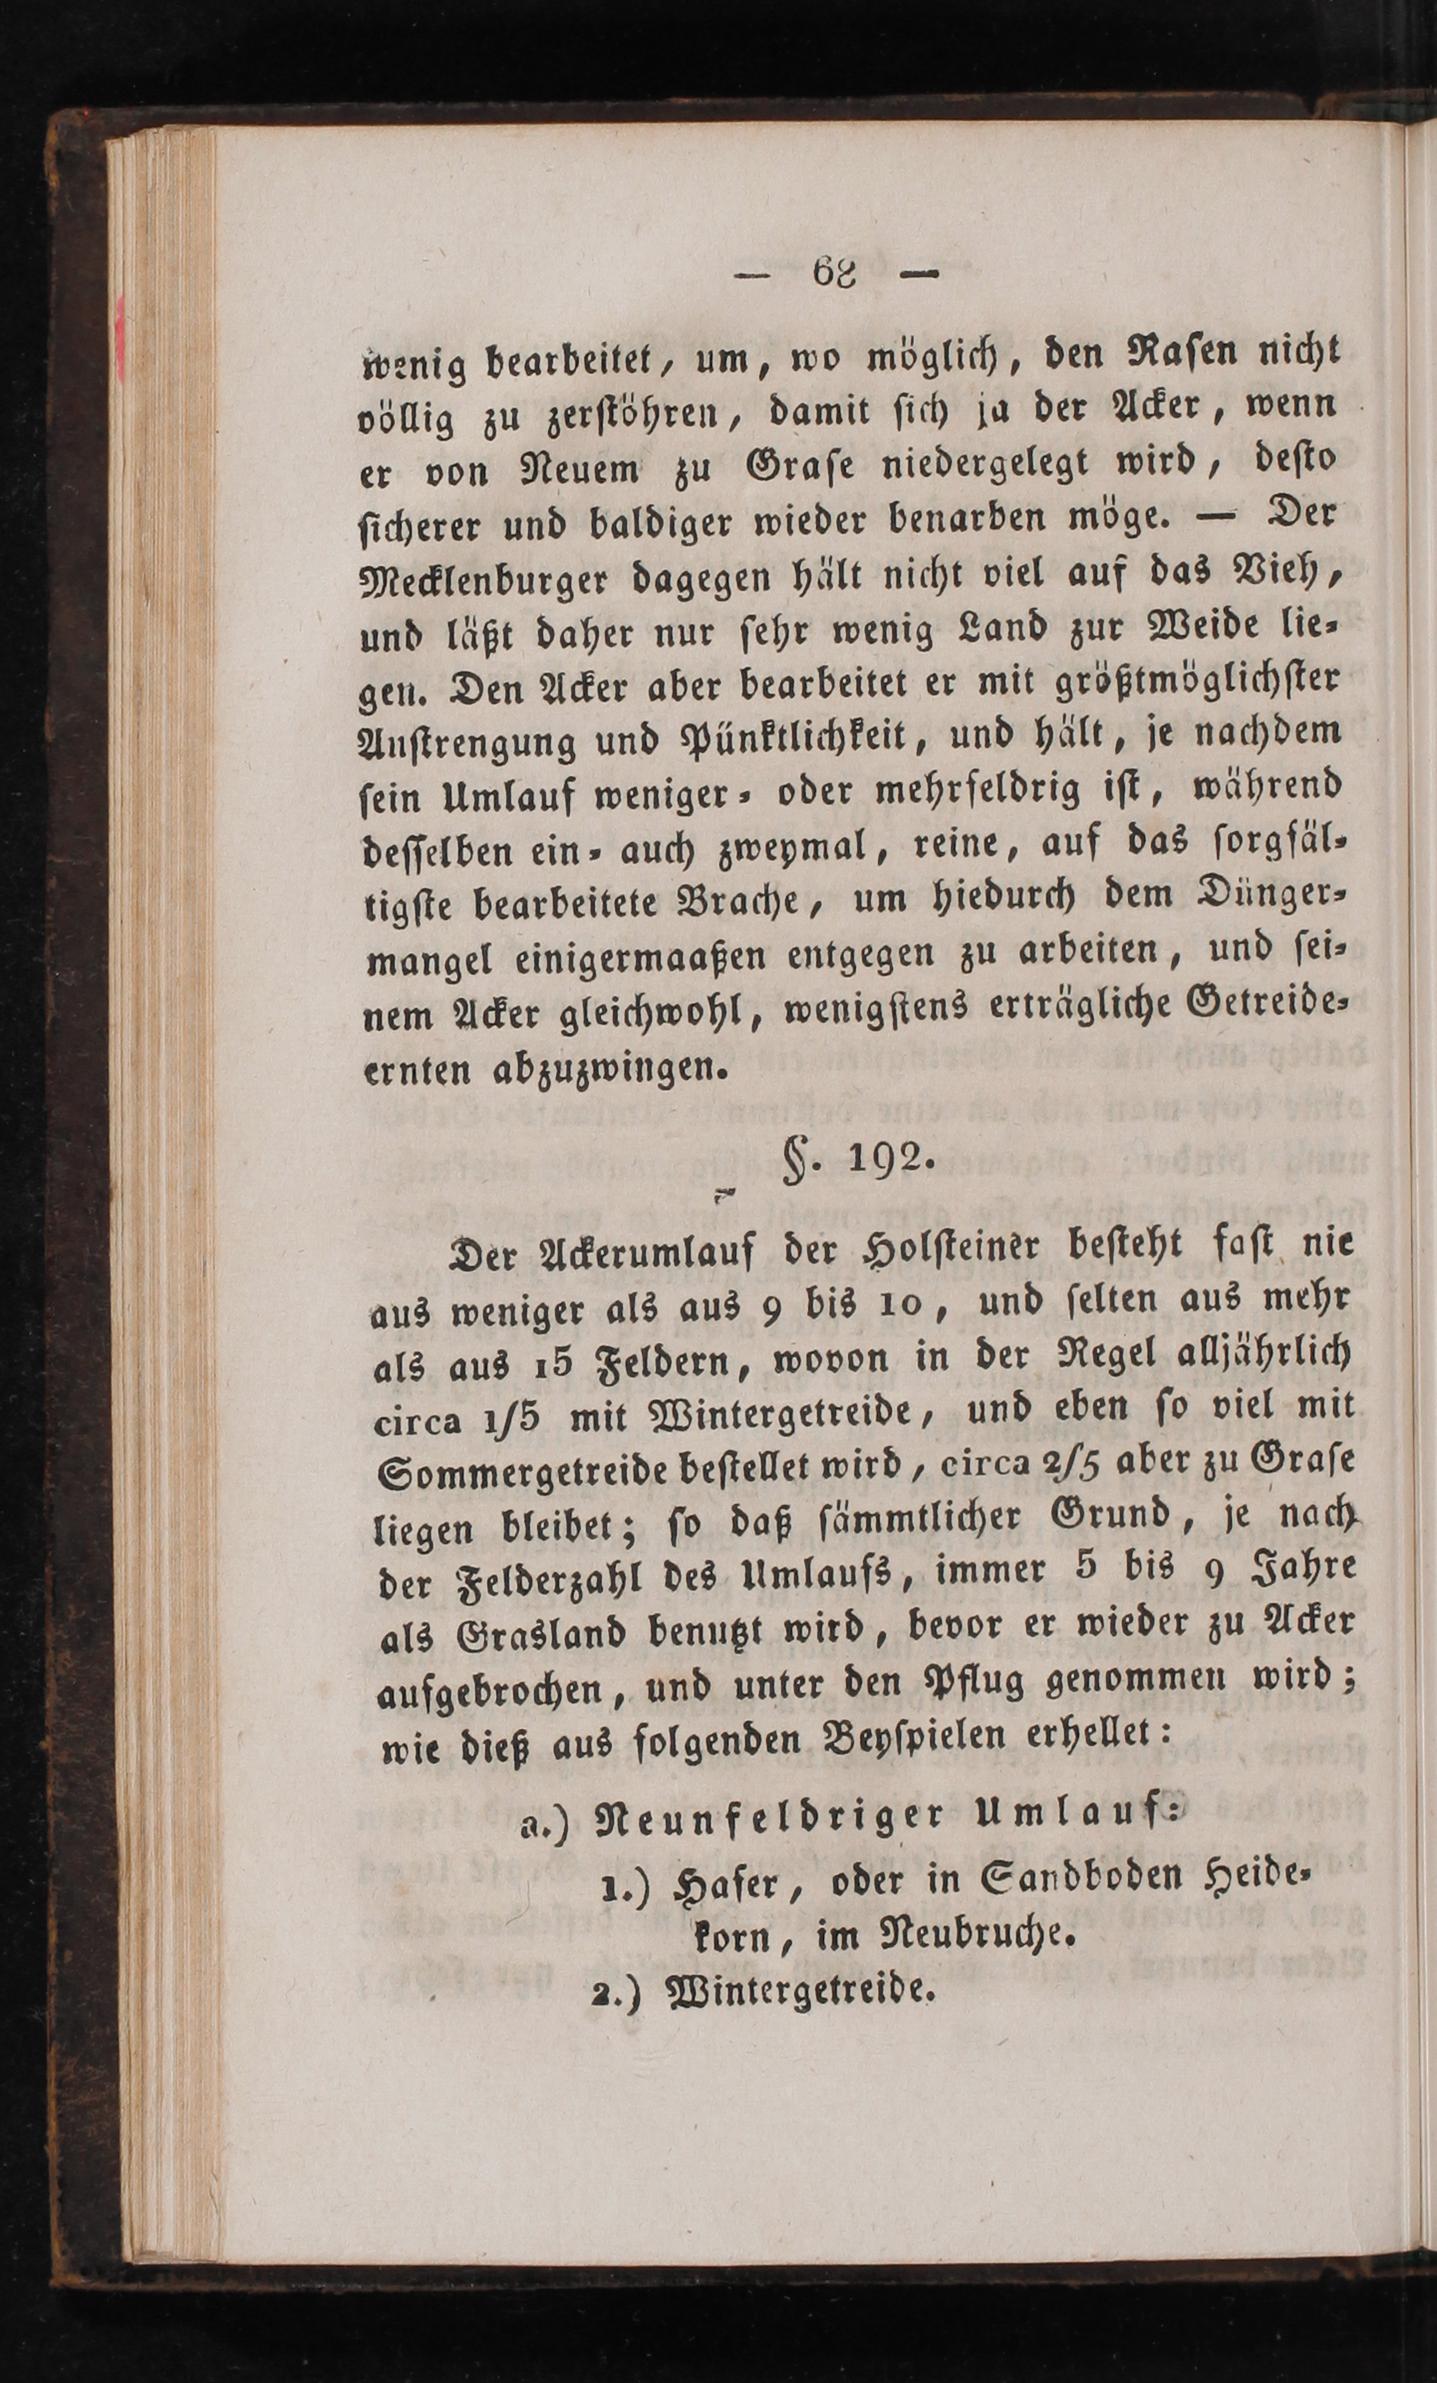 — 68 —
wenig bearbeitet, um, wo möglich, den Raſen nicht
völlig zu zerſtöhren, damit ſich ja der Acker, wenn
er von Neuem zu Graſe niedergelegt wird, deſto
ſicherer und baldiger wieder benarben möge. — Der
Mecklenburger dagegen hält nicht viel auf das Vieh,
und läßt daher nur ſehr wenig Land zur Weide lie⸗
gen. Den Acker aber bearbeitet er mit größtmöglichſter
Anſtrengung und Pünktlichkeit, und hält, je nachdem
ſein Umlauf weniger⸗ oder mehrfeldrig iſt, während
deſſelben ein⸗ auch zweymal, reine, auf das ſorgfäl⸗
tigſte bearbeitete Brache, um hiedurch dem Dünger⸗
mangel einigermaaßen entgegen zu arbeiten, und ſei⸗
nem Acker gleichwohl, wenigſtens erträgliche Getreide⸗
ernten abzuzwingen.
§. 192.
Der Ackerumlauf der Holſteiner beſteht faſt nie
aus weniger als aus 9 bis 10, und ſelten aus mehr
als aus 15 Feldern, wovon in der Regel alljährlich
circa 1/5 mit Wintergetreide, und eben ſo viel mit
Sommergetreide beſtellet wird, circa 2/5 aber zu Graſe
liegen bleibet; ſo daß ſämmtlicher Grund, je nach
der Felderzahl des Umlaufs, immer 5 bis 9 Jahre
als Grasland benutzt wird, bevor er wieder zu Acker
aufgebrochen, und unter den Pflug genommen wird;
wie dieß aus folgenden Beyſpielen erhellet:
a.) Neunfeldriger Umlauf:
1.) Hafer, oder in Sandboden Heide⸗
korn, im Neubruche.
2.) Wintergetreide.